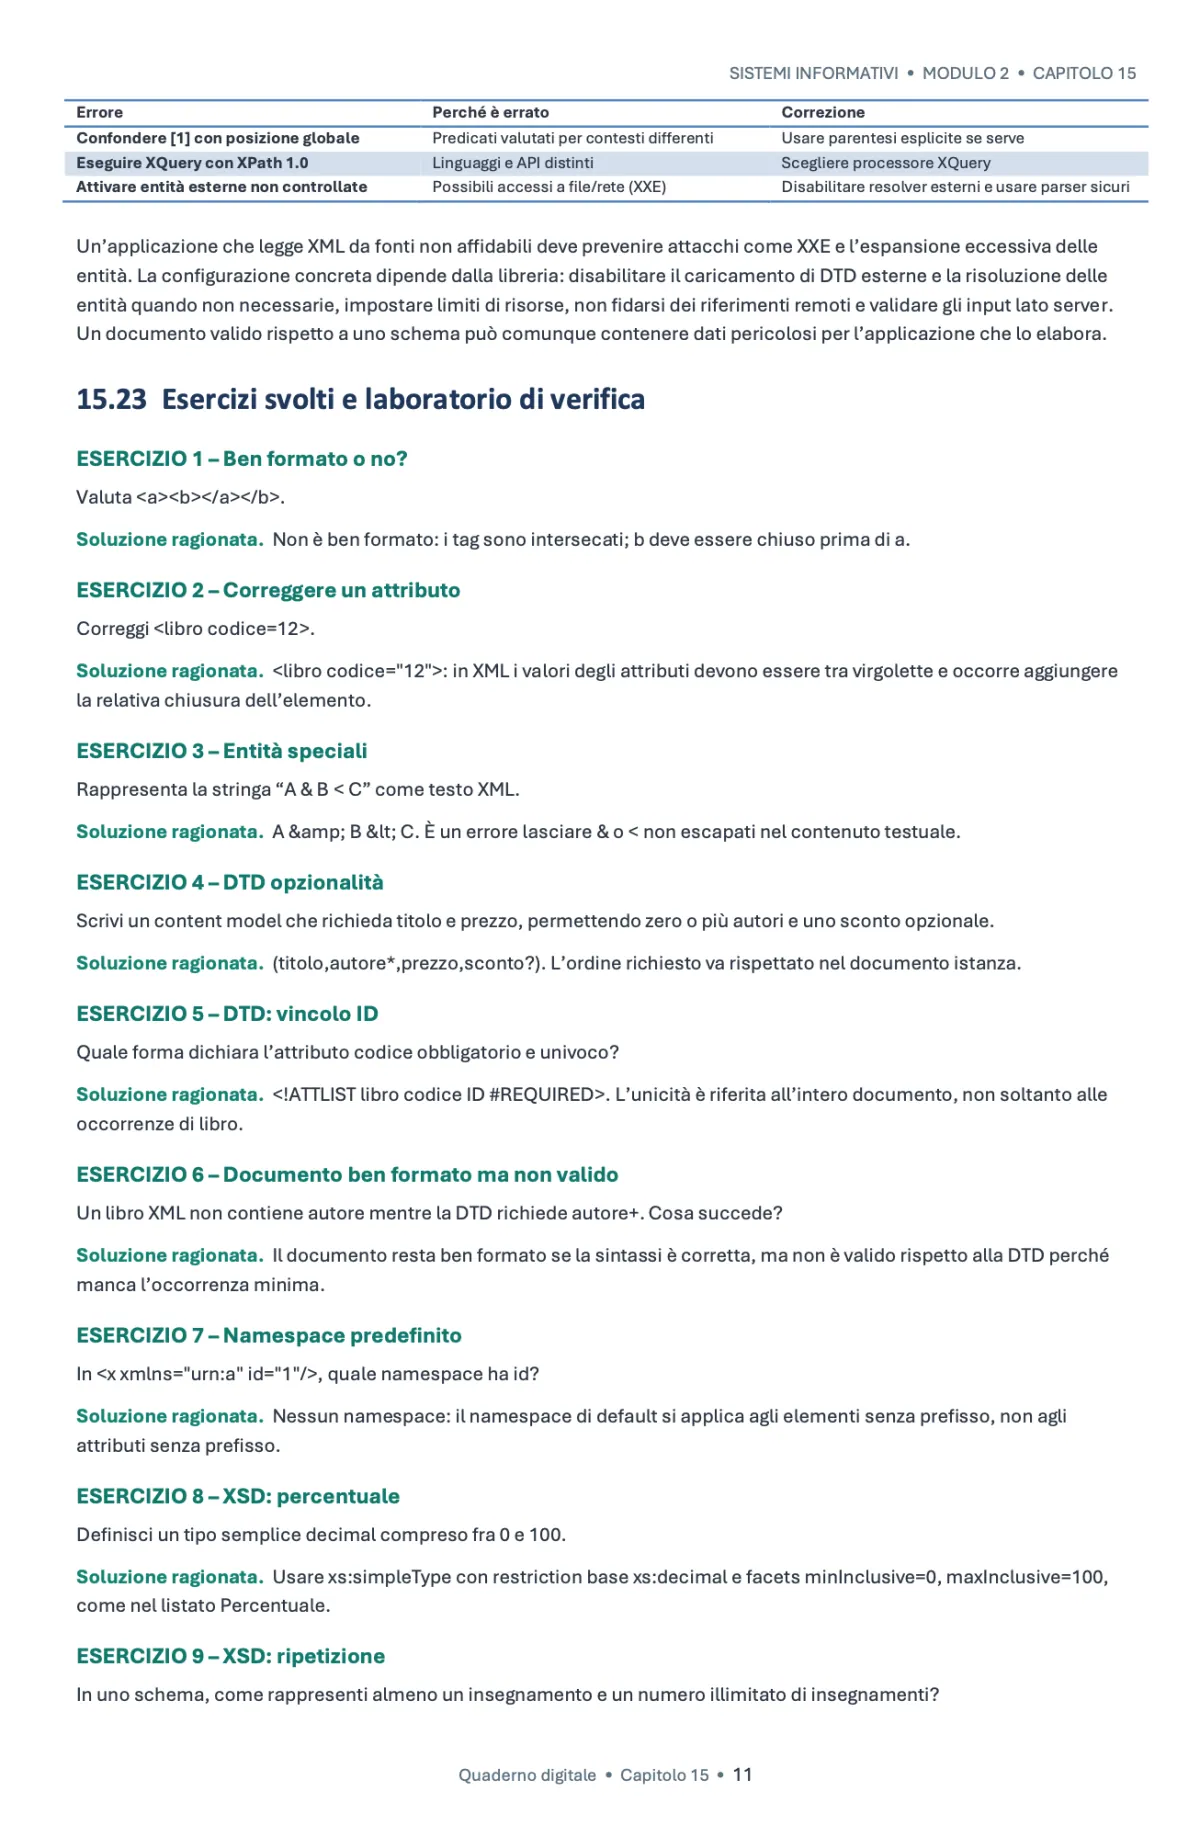 SISTEMI INFORMATIVI • MODULO 2 • CAPITOLO 15
Errore Perché è errato Correzione
Confondere [1] con posizione globale Predicati valutati per contesti differenti Usare parentesi esplicite se serve
Eseguire XQuery con XPath 1.0 Linguaggi e API distinti Scegliere processore XQuery
Attivare entità esterne non controllate Possibili accessi a file/rete (XXE) Disabilitare resolver esterni e usare parser sicuri
Un’applicazione che legge XML da fonti non affidabili deve prevenire attacchi come XXE e l’espansione eccessiva delle
entità. La configurazione concreta dipende dalla libreria: disabilitare il caricamento di DTD esterne e la risoluzione delle
entità quando non necessarie, impostare limiti di risorse, non fidarsi dei riferimenti remoti e validare gli input lato server.
Un documento valido rispetto a uno schema può comunque contenere dati pericolosi per l’applicazione che lo elabora.
15.23 Esercizi svolti e laboratorio di verifica
ESERCIZIO 1 – Ben formato o no?
Valuta <a><b></a></b>.
Soluzione ragionata. Non è ben formato: i tag sono intersecati; b deve essere chiuso prima di a.
ESERCIZIO 2 – Correggere un attributo
Correggi <libro codice=12>.
Soluzione ragionata. <libro codice="12">: in XML i valori degli attributi devono essere tra virgolette e occorre aggiungere
la relativa chiusura dell’elemento.
ESERCIZIO 3 – Entità speciali
Rappresenta la stringa “A & B < C” come testo XML.
Soluzione ragionata. A &amp; B &lt; C. È un errore lasciare & o < non escapati nel contenuto testuale.
ESERCIZIO 4 – DTD opzionalità
Scrivi un content model che richieda titolo e prezzo, permettendo zero o più autori e uno sconto opzionale.
Soluzione ragionata. (titolo,autore*,prezzo,sconto?). L’ordine richiesto va rispettato nel documento istanza.
ESERCIZIO 5 – DTD: vincolo ID
Quale forma dichiara l’attributo codice obbligatorio e univoco?
Soluzione ragionata. <!ATTLIST libro codice ID #REQUIRED>. L’unicità è riferita all’intero documento, non soltanto alle
occorrenze di libro.
ESERCIZIO 6 – Documento ben formato ma non valido
Un libro XML non contiene autore mentre la DTD richiede autore+. Cosa succede?
Soluzione ragionata. Il documento resta ben formato se la sintassi è corretta, ma non è valido rispetto alla DTD perché
manca l’occorrenza minima.
ESERCIZIO 7 – Namespace predefinito
In <x xmlns="urn:a" id="1"/>, quale namespace ha id?
Soluzione ragionata. Nessun namespace: il namespace di default si applica agli elementi senza prefisso, non agli
attributi senza prefisso.
ESERCIZIO 8 – XSD: percentuale
Definisci un tipo semplice decimal compreso fra 0 e 100.
Soluzione ragionata. Usare xs:simpleType con restriction base xs:decimal e facets minInclusive=0, maxInclusive=100,
come nel listato Percentuale.
ESERCIZIO 9 – XSD: ripetizione
In uno schema, come rappresenti almeno un insegnamento e un numero illimitato di insegnamenti?
Quaderno digitale • Capitolo 15 • 11